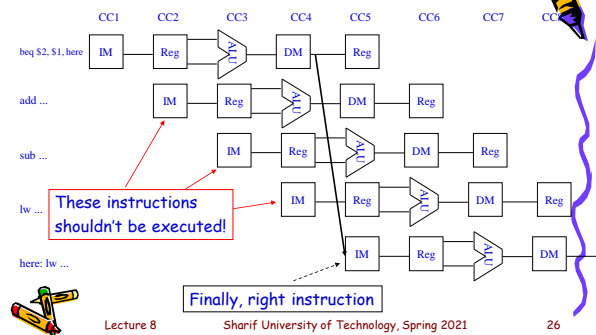 CC1 CC2 CC3 CC4 CC5 CC6 CC7 CC8
beq $2, $1, here IM Reg ALU DM Reg
add ... IM Reg ALU DM Reg
sub ... IM Reg ALU DM Reg
lw ... IM Reg ALU DM Reg
These instructions
shouldn't be executed!
here: lw ... IM Reg ALU DM
Finally, right instruction
Lecture 8 Sharif University of Technology, Spring 2021 26